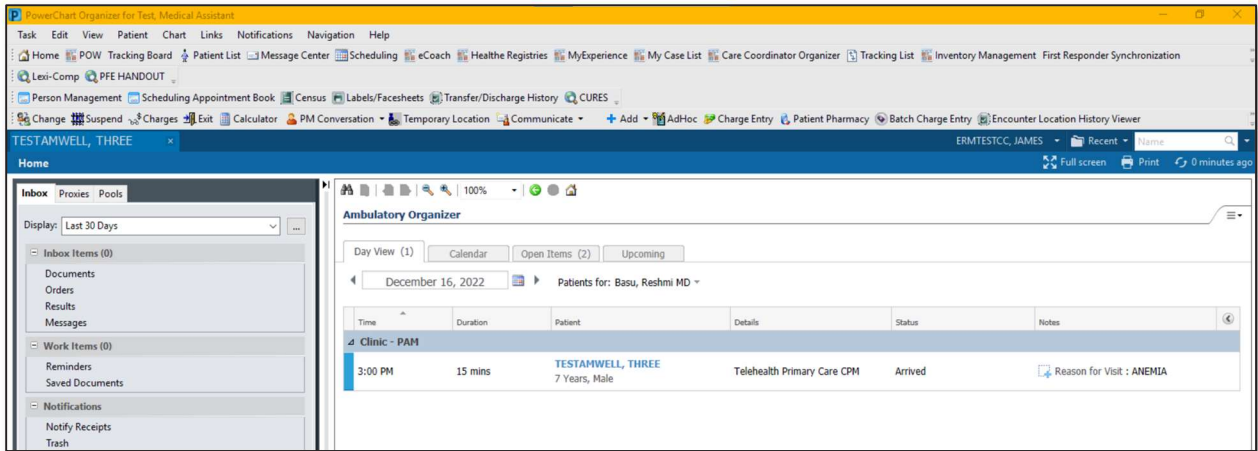 PowerChart Organizer for Test, Medical Assistant
Task Edit View Patient Chart Links Notifications Navigation Help
Home POW Tracking Board Patient List Message Center Scheduling eCoach Healthe Registries MyExperience My Case List Care Coordinator Organizer Tracking List Inventory Management First Responder Synchronization
Lexi-Comp PFE HANDOUT
Person Management Scheduling Appointment Book Census Labels/Facesheets Transfer/Discharge History CURES
Change Suspend Charges Exit Calculator PM Conversation Temporary Location Communicate Add AdHoc Charge Entry Patient Pharmacy Batch Charge Entry Encounter Location History Viewer
TESTAMWELL, THREE × ERMTESTCC, JAMES Recent Name
Home Full screen Print 0 minutes ago
Inbox Proxies Pools
Display: Last 30 Days ...
Inbox Items (0)
Documents
Orders
Results
Messages
Work Items (0)
Reminders
Saved Documents
Notifications
Notify Receipts
Trash
100%
Ambulatory Organizer
Day View (1) Calendar Open Items (2) Upcoming
December 16, 2022 Patients for: Basu, Reshmi MD
Time Duration Patient Details Status Notes
Clinic - PAM
3:00 PM 15 mins TESTAMWELL, THREE Telehealth Primary Care CPM Arrived Reason for Visit : ANEMIA
7 Years, Male